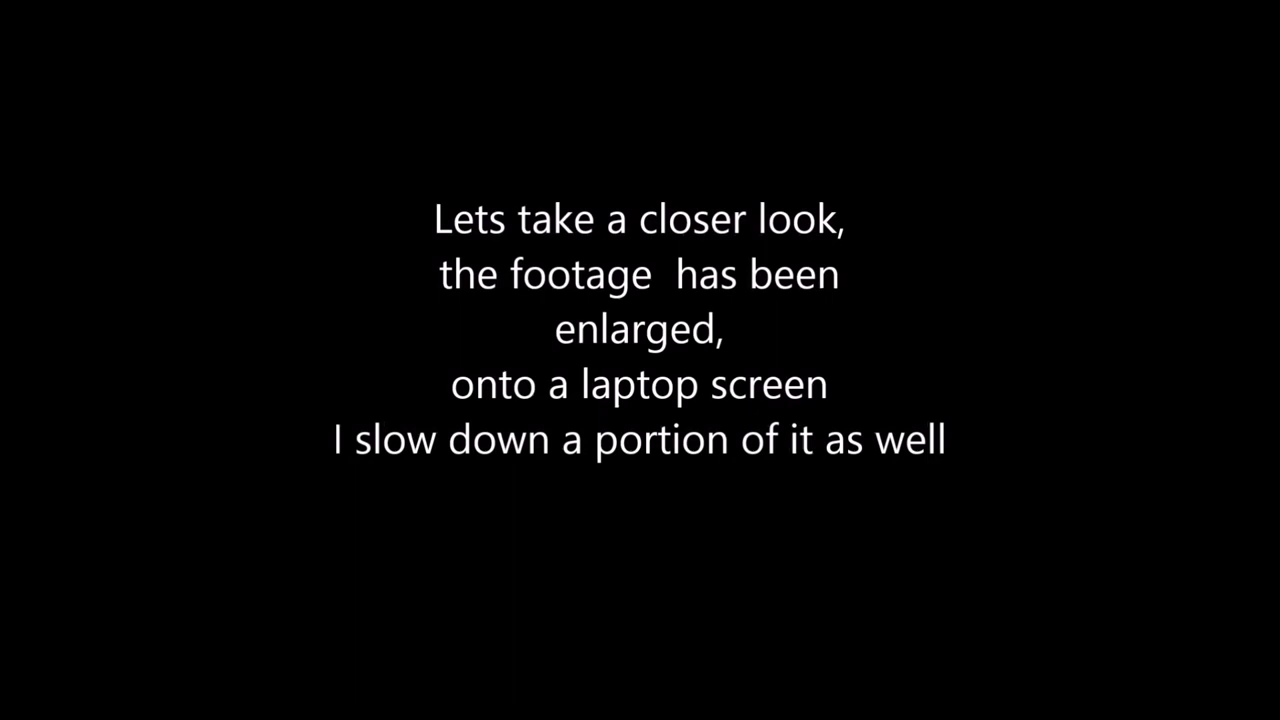 Lets take a closer look,
the footage  has been
enlarged,
onto a laptop screen
I slow down a portion of it as well